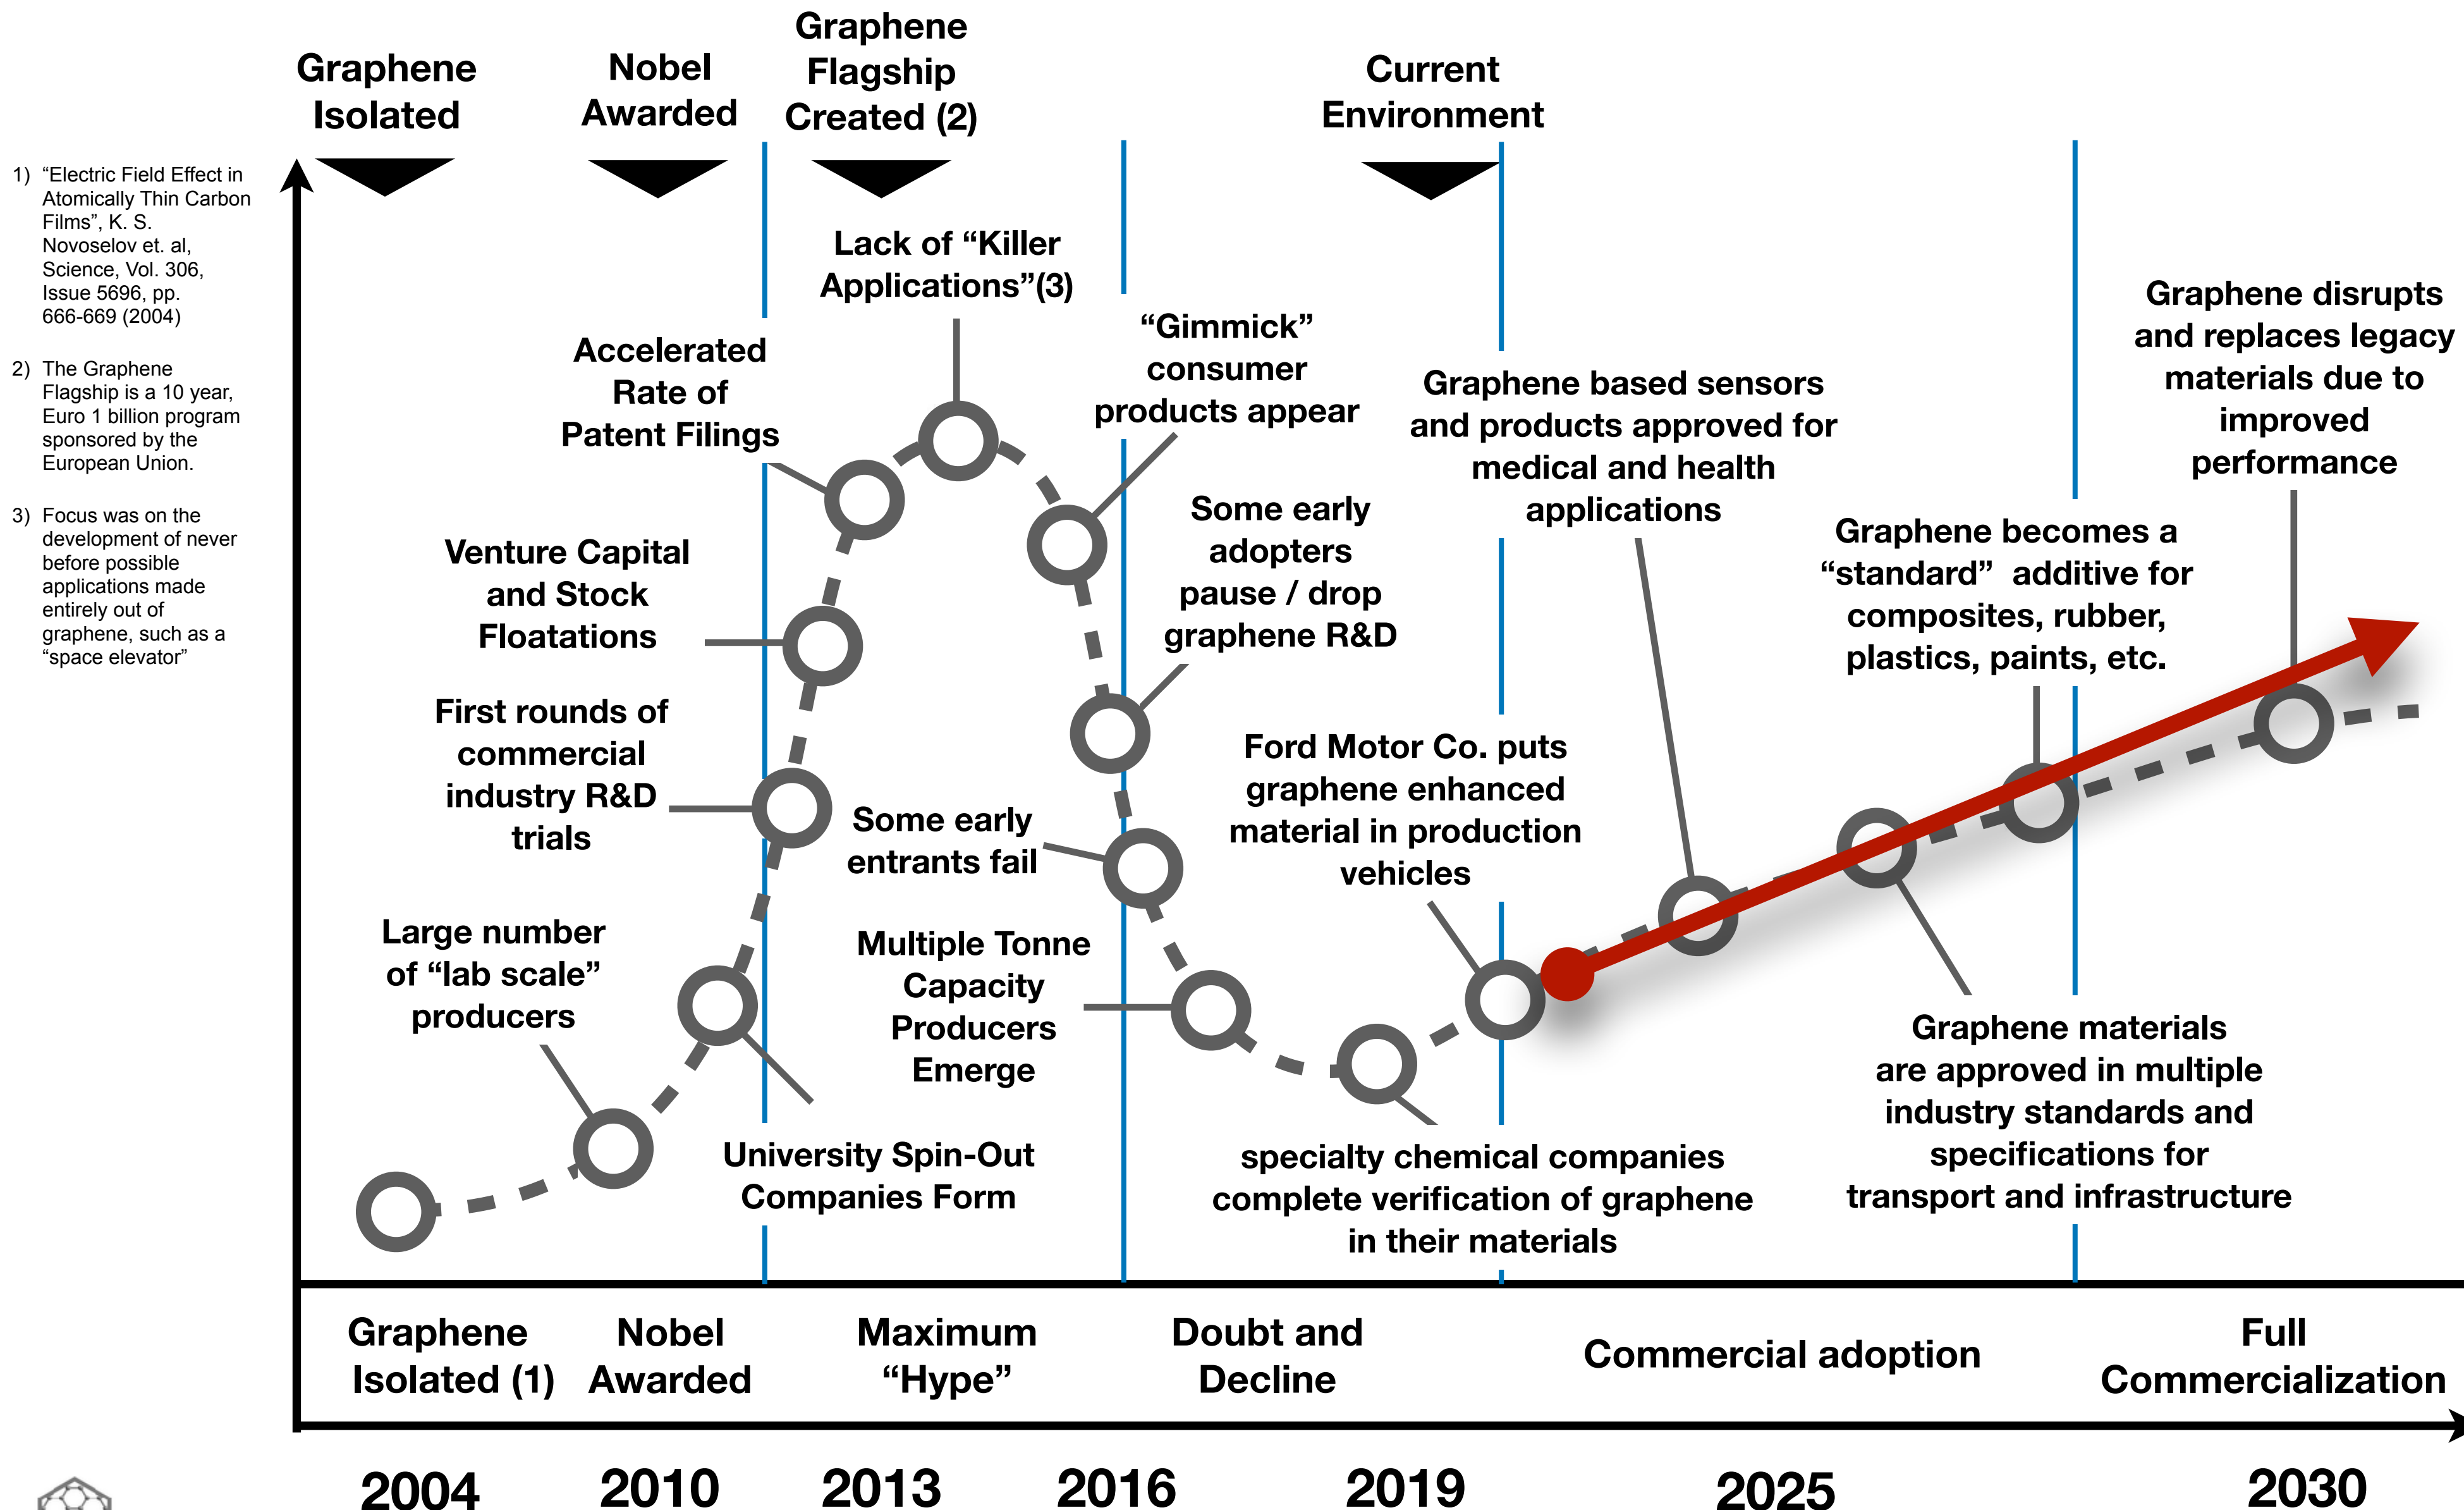 Graphene
Isolated
Nobel
Awarded
Graphene
Flagship
Created (2)
Current
Environment
1) “Electric Field Effect in
Atomically Thin Carbon
Films”, K. S.
Novoselov et. al,
Science, Vol. 306,
Issue 5696, pp.
666-669 (2004)
2) The Graphene
Flagship is a 10 year,
Euro 1 billion program
sponsored by the
European Union.
3) Focus was on the
development of never
before possible
applications made
entirely out of
graphene, such as a
“space elevator”
Lack of “Killer
Applications”(3)
Accelerated
Rate of
Patent Filings
“Gimmick”
consumer
products appear
Graphene based sensors
and products approved for
medical and health
applications
Graphene disrupts
and replaces legacy
materials due to
improved
performance
Venture Capital
and Stock
Floatations
Some early
adopters
pause / drop
graphene R&D
Graphene becomes a
“standard” additive for
composites, rubber,
plastics, paints, etc.
First rounds of
commercial
industry R&D
trials
Some early
entrants fail
Ford Motor Co. puts
graphene enhanced
material in production
vehicles
Large number
of “lab scale”
producers
Multiple Tonne
Capacity
Producers
Emerge
Graphene materials
are approved in multiple
industry standards and
specifications for
transport and infrastructure
University Spin-Out
Companies Form
specialty chemical companies
complete verification of graphene
in their materials
Graphene
Isolated (1)
Nobel
Awarded
Maximum
“Hype”
Doubt and
Decline
Commercial adoption
Full
Commercialization
2004
2010
2013
2016
2019
2025
2030